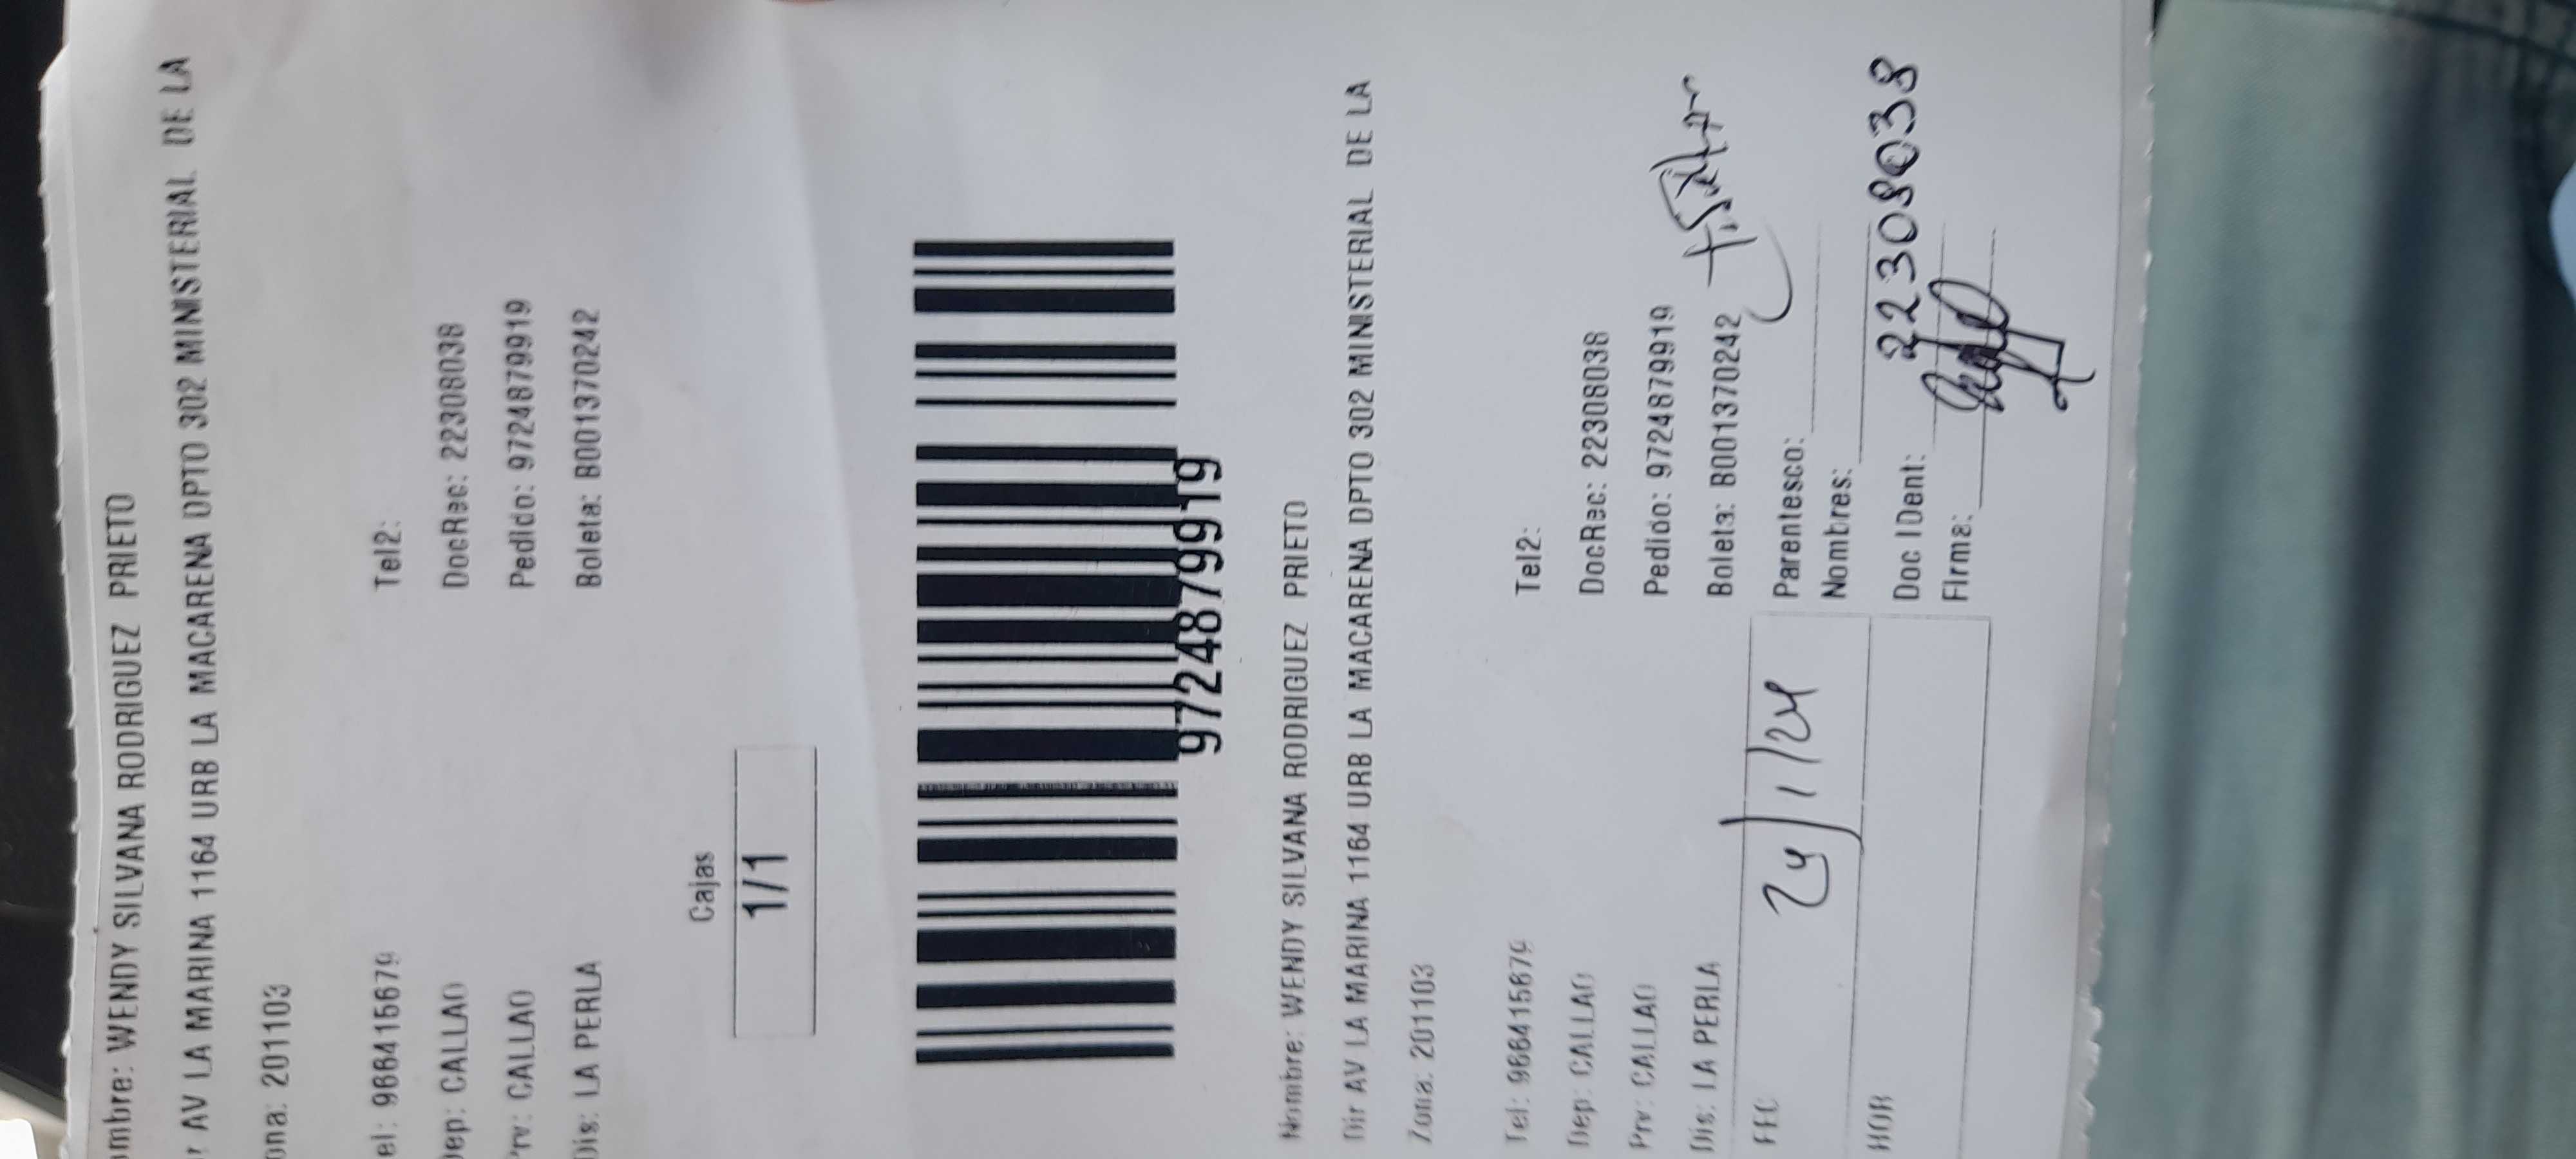 mbre: WENDY SILVANA RODRIGUEZ PRIETO
r AV LA MARINA 1164 URB LA MACARENA DPTO 302 MINISTERIAL DE LA
ona: 201103
el: 966415679 Tel2:
ep: CALLAO DocRec: 22308038
Prv: CALLAO Pedido: 9724879919
Dis: LA PERLA Boleta: B001370242
Cajas
1/1
9724879919
Nombre: WENDY SILVANA RODRIGUEZ PRIETO
Dir AV LA MARINA 1164 URB LA MACARENA DPTO 302 MINISTERIAL DE LA
Zona: 201103
Tel: 966415679 Tel2:
Dep: CALLAO DocRec: 22308038
Prv: CALLAO Pedido: 9724879919
Dis: LA PERLA Boleta: B001370242
FEC 24/1/24 Parentesco:
Nombres:
HOR Doc IDent: 22308038
Firma: